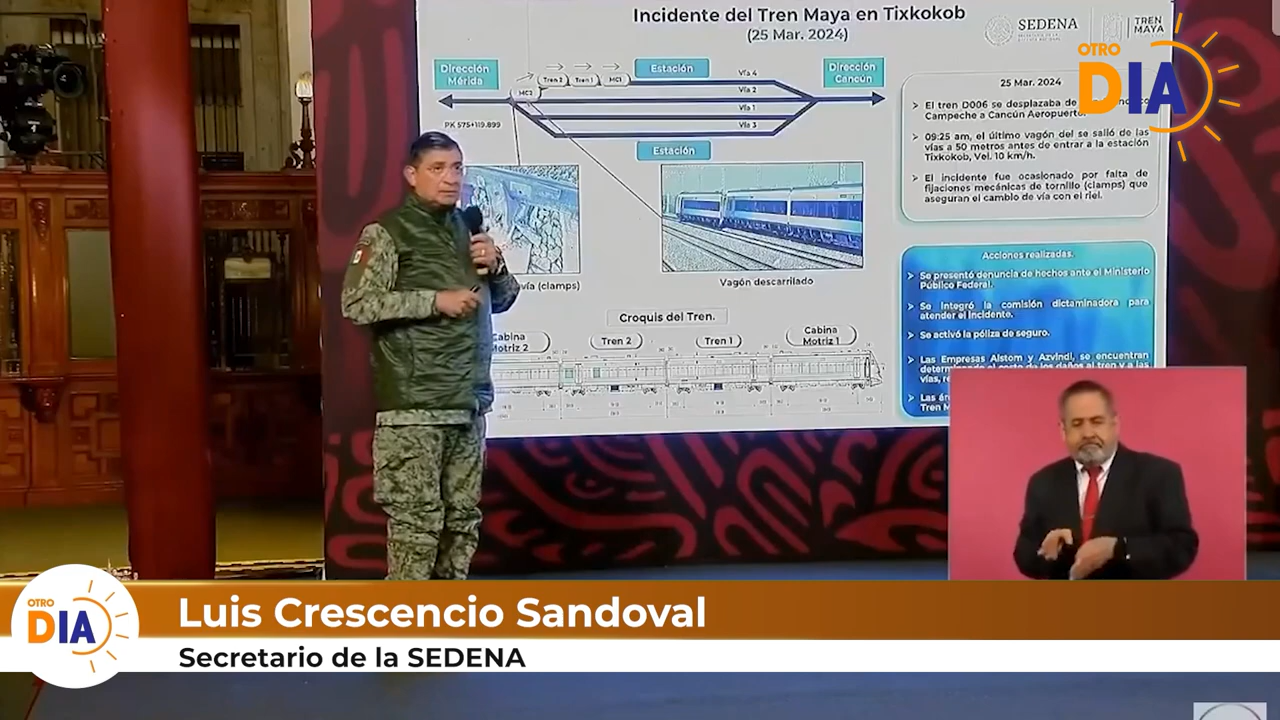 Incidente del Tren Maya en Tixkokob
(25 Mar. 2024)
SEDENA
TREN
MAYA
OTRO
DIA
Dirección
Mérida
Tren 2
Tren 1
MC1
MC2
Estación
Vía 4
Vía 2
Vía 1
Vía 3
Dirección
Cancún
PK 575+119.899
Estación
vía (clamps)
Vagón descarrilado
25 Mar. 2024
➤ El tren D006 se desplazaba de
Campeche a Cancún Aeropuerto.
➤ 09:25 am, el último vagón del se salió de las
vías a 50 metros antes de entrar a la estación
Tixkokob, Vel. 10 km/h.
➤ El incidente fue ocasionado por falta de
fijaciones mecánicas de tornillo (clamps) que
aseguran el cambio de vía con el riel.
Acciones realizadas.
➤ Se presentó denuncia de hechos ante el Ministerio
Público Federal.
➤ Se integró la comisión dictaminadora para
atender el incidente.
➤ Se activó la póliza de seguro.
➤ Las Empresas Alstom y Azvindi, se encuentran
vías, re
➤ Las ár
Tren M
Croquis del Tren.
Cabina
Motriz 2
Tren 2
Tren 1
Cabina
Motriz 1
OTRO
DIA
Luis Crescencio Sandoval
Secretario de la SEDENA